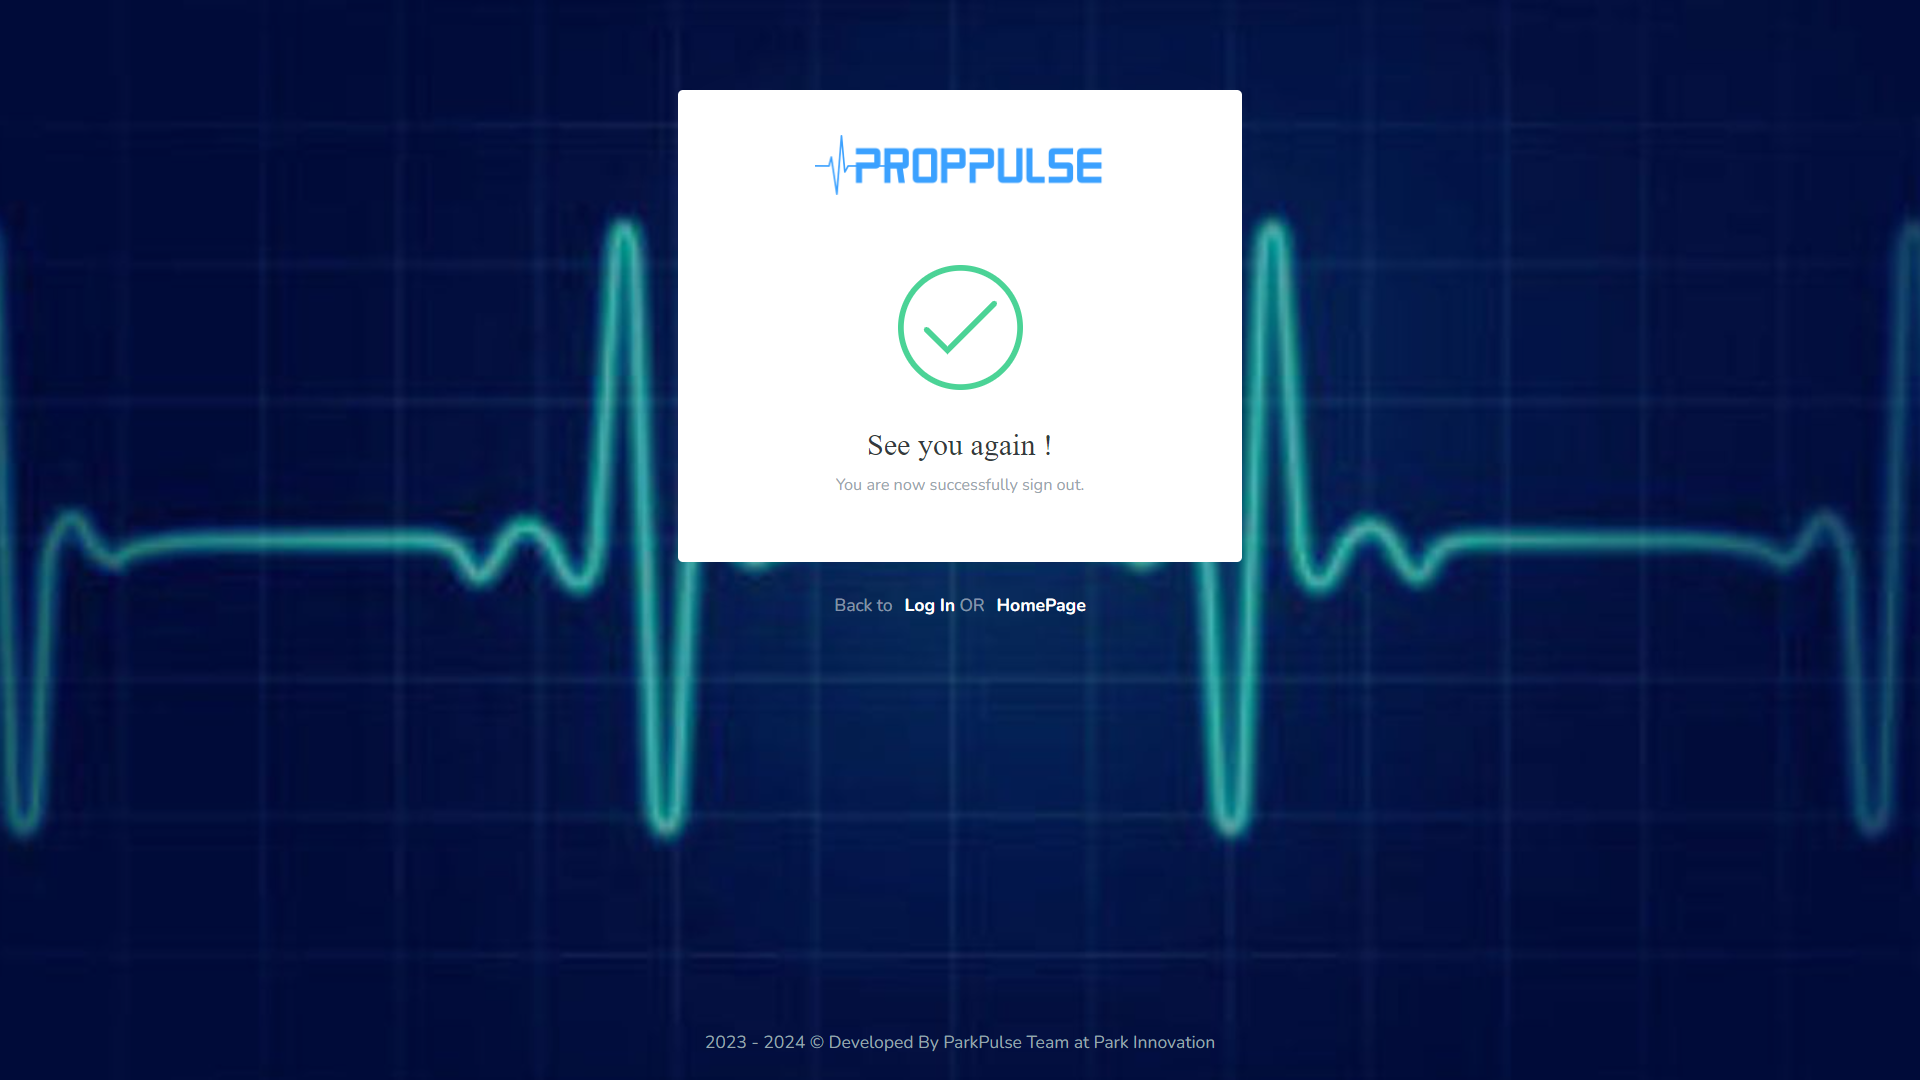 PROPPULSE
See you again !
You are now successfully sign out.
Back to Log In OR HomePage
2023 - 2024 © Developed By ParkPulse Team at Park Innovation